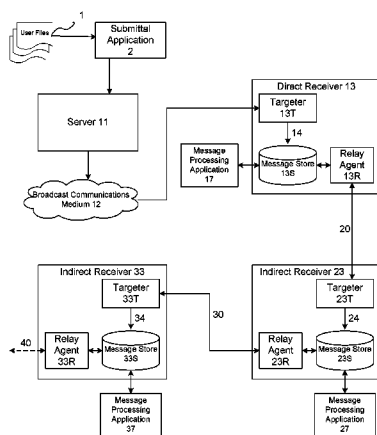 User Files
1
Submittal
Application
2
Server 11
Broadcast Communications
Medium 12
Direct Receiver 13
Targeter
13T
14
Message
Processing
Application
17
Message Store
13S
Relay
Agent
13R
20
Indirect Receiver 33
Targeter
33T
34
40
Relay
Agent
33R
Message Store
33S
Message
Processing
Application
37
30
Indirect Receiver 23
Targeter
23T
24
Relay
Agent
23R
Message Store
23S
Message
Processing
Application
27